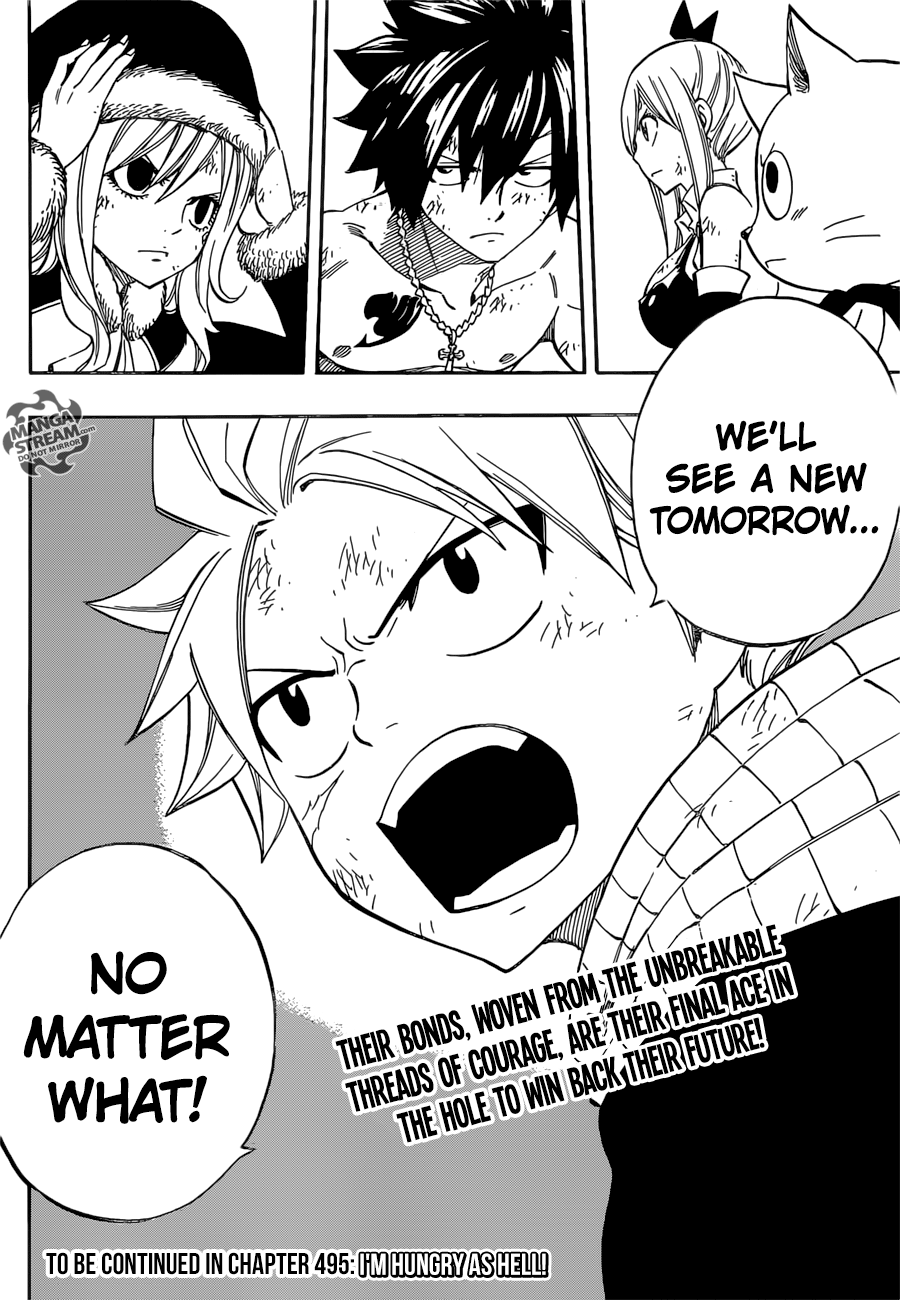 MANGA
STREAM.com
DO NOT MIRROR
WE'LL
SEE A NEW
TOMORROW...
NO
MATTER
WHAT!
THEIR BONDS, WOVEN FROM THE UNBREAKABLE
THREADS OF COURAGE, ARE THEIR FINAL ACE IN
THE HOLE TO WIN BACK THEIR FUTURE!
TO BE CONTINUED IN CHAPTER 495: I'M HUNGRY AS HELL!